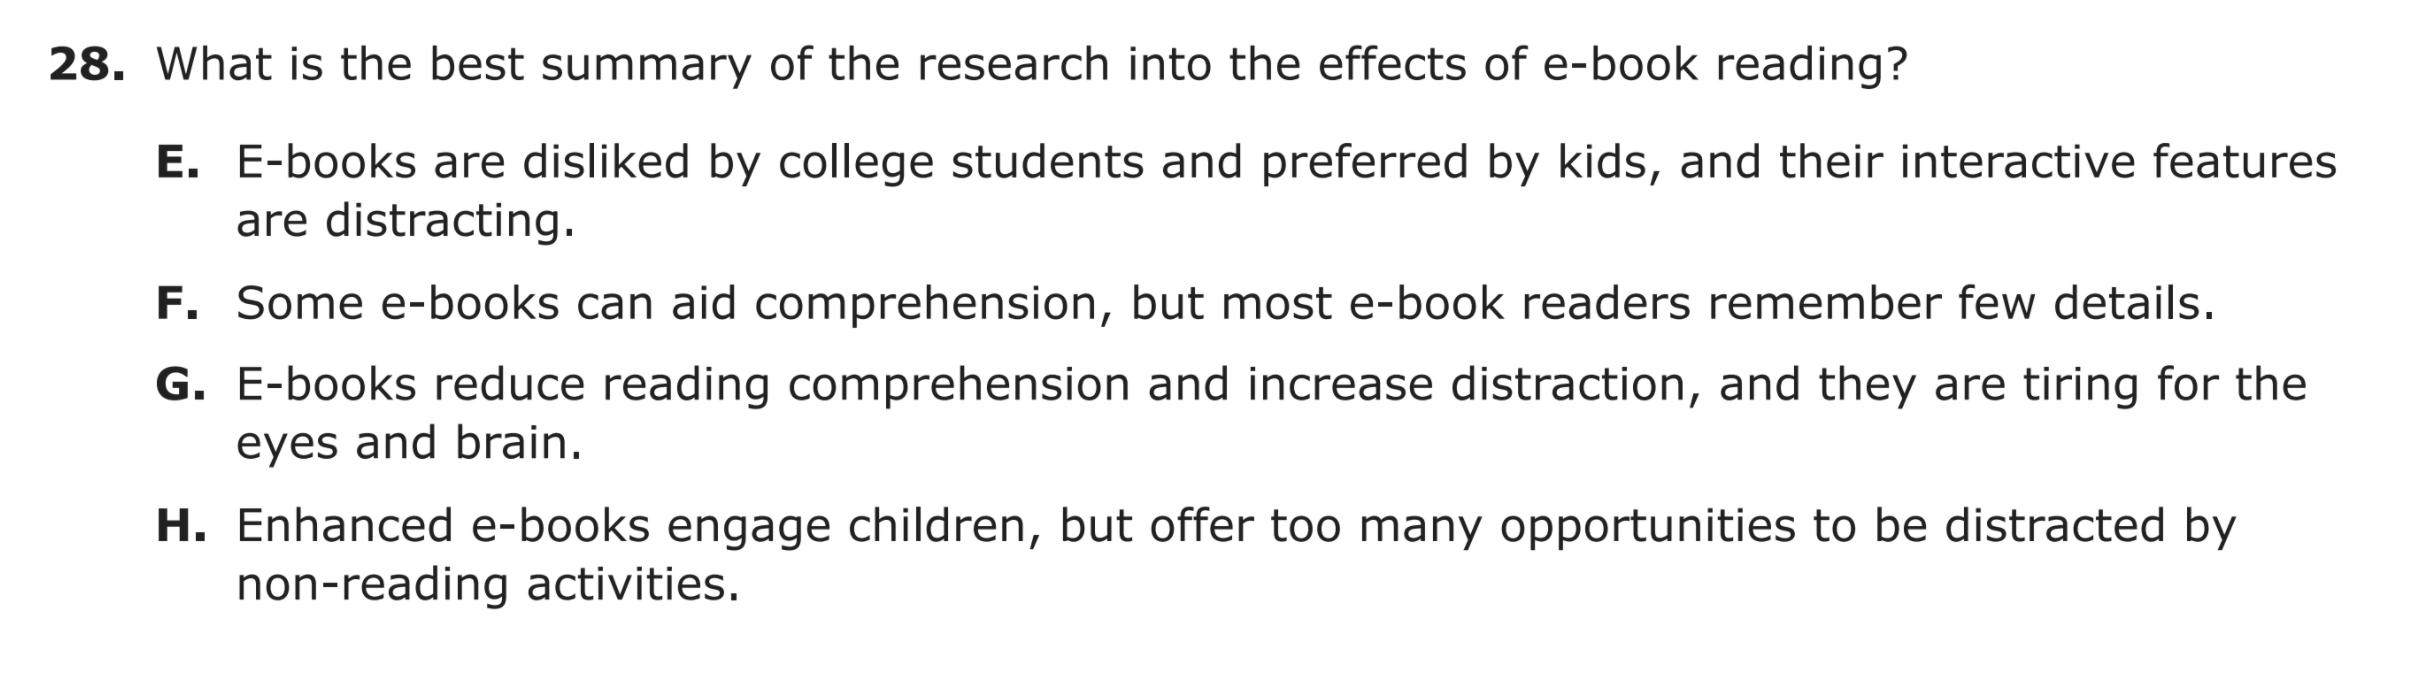 28. What is the best summary of the research into the effects of e-book reading?
E. E-books are disliked by college students and preferred by kids, and their interactive features
are distracting.
F. Some e-books can aid comprehension, but most e-book readers remember few details.
G. E-books reduce reading comprehension and increase distraction, and they are tiring for the
eyes and brain.
H. Enhanced e-books engage children, but offer too many opportunities to be distracted by
non-reading activities.